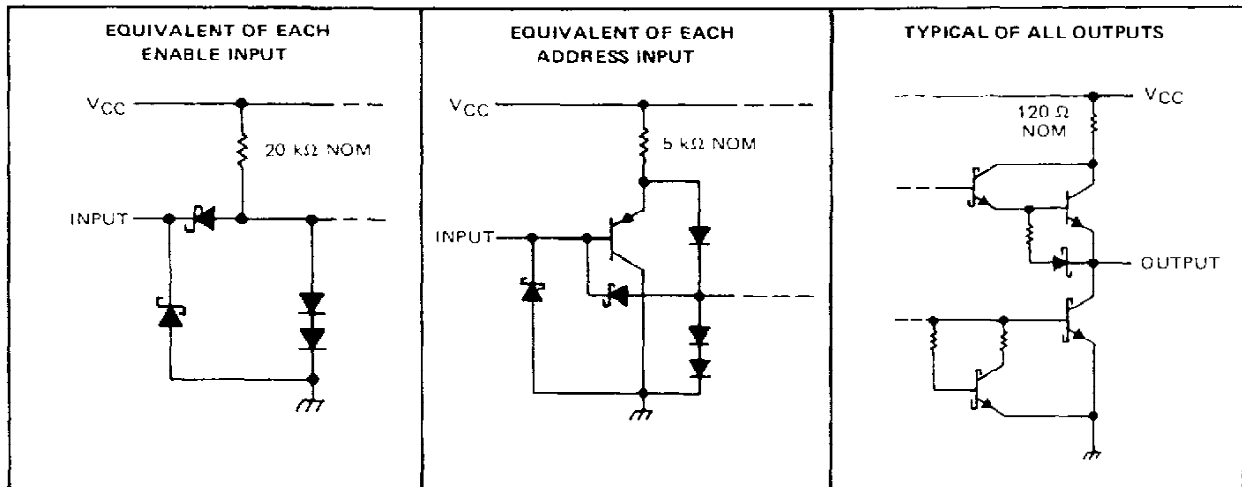 EQUIVALENT OF EACH
ENABLE INPUT
VCC
20 kΩ NOM
INPUT
EQUIVALENT OF EACH
ADDRESS INPUT
VCC
5 kΩ NOM
INPUT
TYPICAL OF ALL OUTPUTS
VCC
120 Ω
NOM
OUTPUT